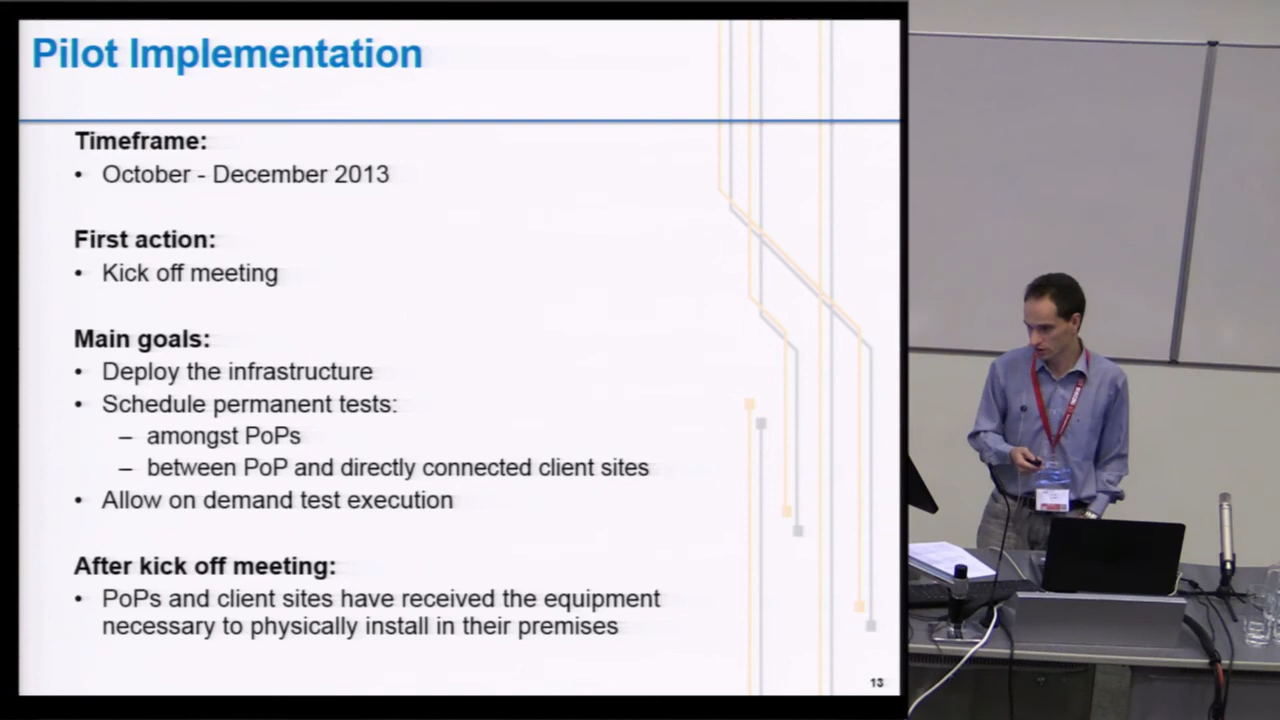 Pilot Implementation
Timeframe:
• October - December 2013
First action:
• Kick off meeting
Main goals:
• Deploy the infrastructure
• Schedule permanent tests:
– amongst PoPs
– between PoP and directly connected client sites
• Allow on demand test execution
After kick off meeting:
• PoPs and client sites have received the equipment
necessary to physically install in their premises
13